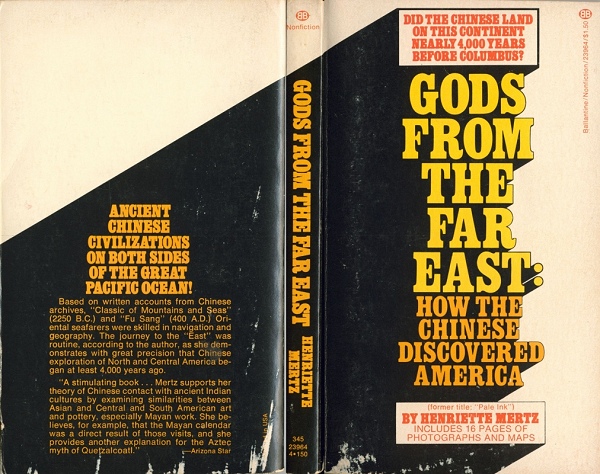 ANCIENT
CHINESE
CIVILIZATIONS
ON BOTH SIDES
OF THE GREAT
PACIFIC OCEAN!
Based on written accounts from Chinese
archives, "Classic of Mountains and Seas"
(2250 B.C.) and "Fu Sang" (400 A.D.) Ori-
ental seafarers were skilled in navigation and
geography. The journey to the "East" was
routine, according to the author, as she dem-
onstrates with great precision that Chinese
exploration of North and Central America be-
gan at least 4,000 years ago.
"A stimulating book . . . Mertz supports her
theory of Chinese contact with ancient Indian
cultures by examining similarities between
Asian and Central and South American art
and pottery, especially Mayan work. She be-
lieves, for example, that the Mayan calendar
was a direct result of those visits, and she
provides another explanation for the Aztec
myth of Quetzalcoatl."
—Arizona Star
USA
BB
Nonfiction
GODS FROM THE FAR EAST
HENRIETTE
MERTZ
345
23964
4•150
BB
DID THE CHINESE LAND
ON THIS CONTINENT
NEARLY 4,000 YEARS
BEFORE COLUMBUS?
Ballantine/Nonfiction/23964/$1.50
GODS
FROM
THE
FAR
EAST:
HOW THE
CHINESE
DISCOVERED
AMERICA
(former title: "Pale Ink")
BY HENRIETTE MERTZ
INCLUDES 16 PAGES OF
PHOTOGRAPHS AND MAPS